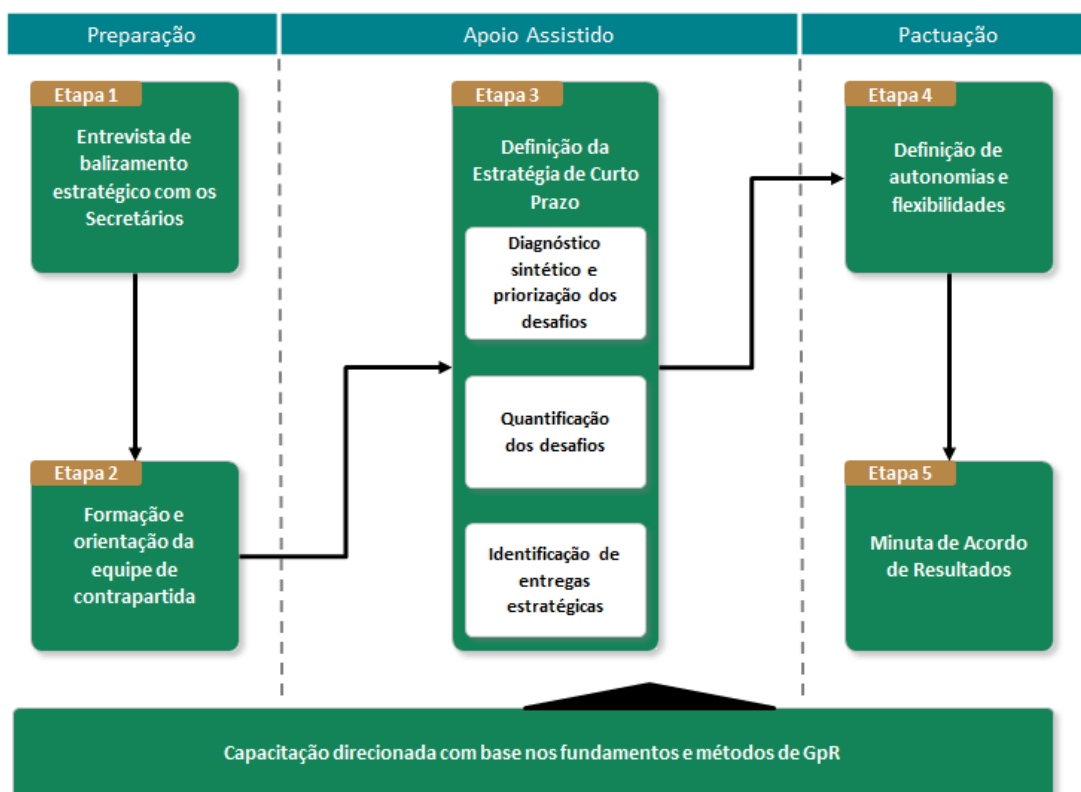 Preparação
Apoio Assistido
Pactuação
Etapa 1
Entrevista de
balizamento
estratégico com os
Secretários
Etapa 2
Formação e
orientação da
equipe de
contrapartida
Etapa 3
Definição da
Estratégia de Curto
Prazo
Diagnóstico
sintético e
priorização dos
desafios
Quantificação
dos desafios
Identificação de
entregas
estratégicas
Etapa 4
Definição de
autonomias e
flexibilidades
Etapa 5
Minuta de Acordo
de Resultados
Capacitação direcionada com base nos fundamentos e métodos de GpR